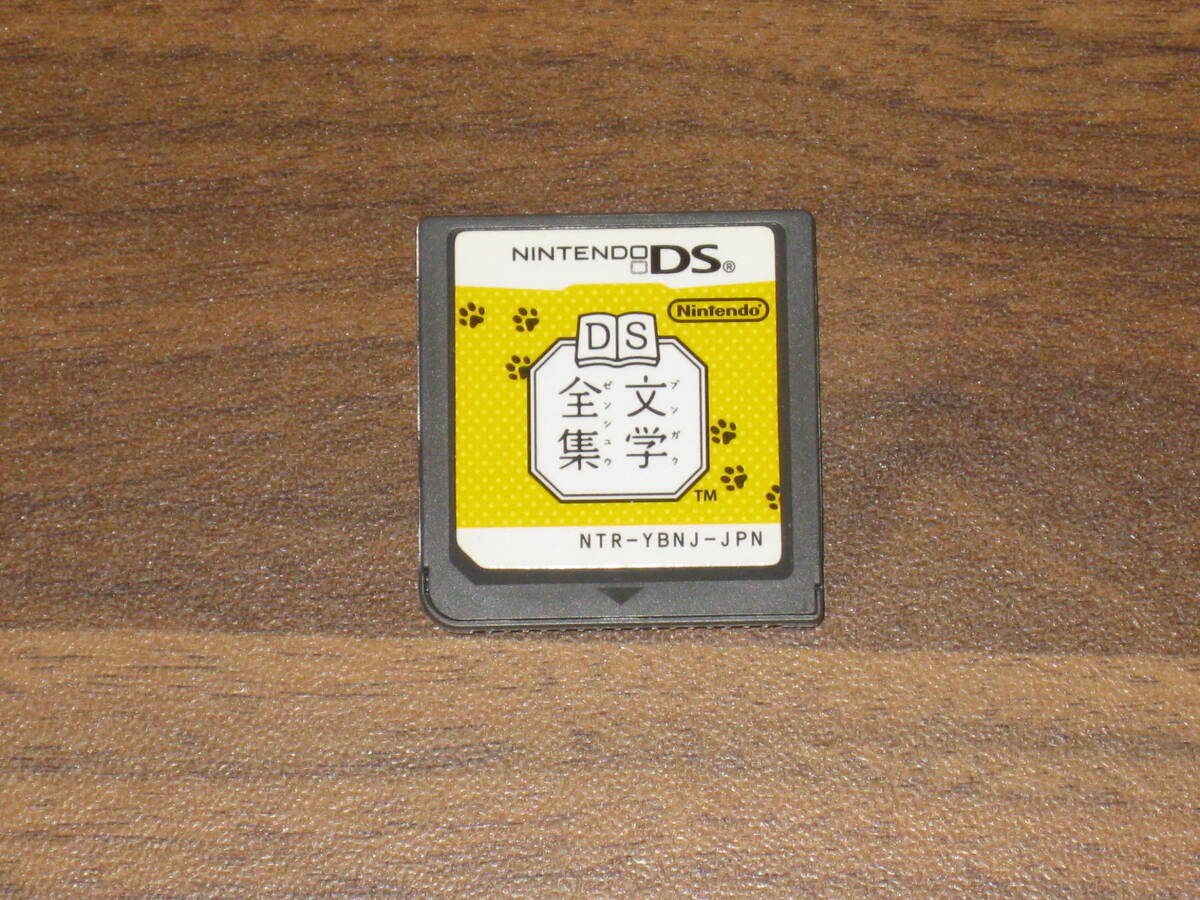 NINTENDO DS®
Nintendo®
DS
文学
ブンガク
全集
ゼンシュウ
TM
NTR-YBNJ-JPN